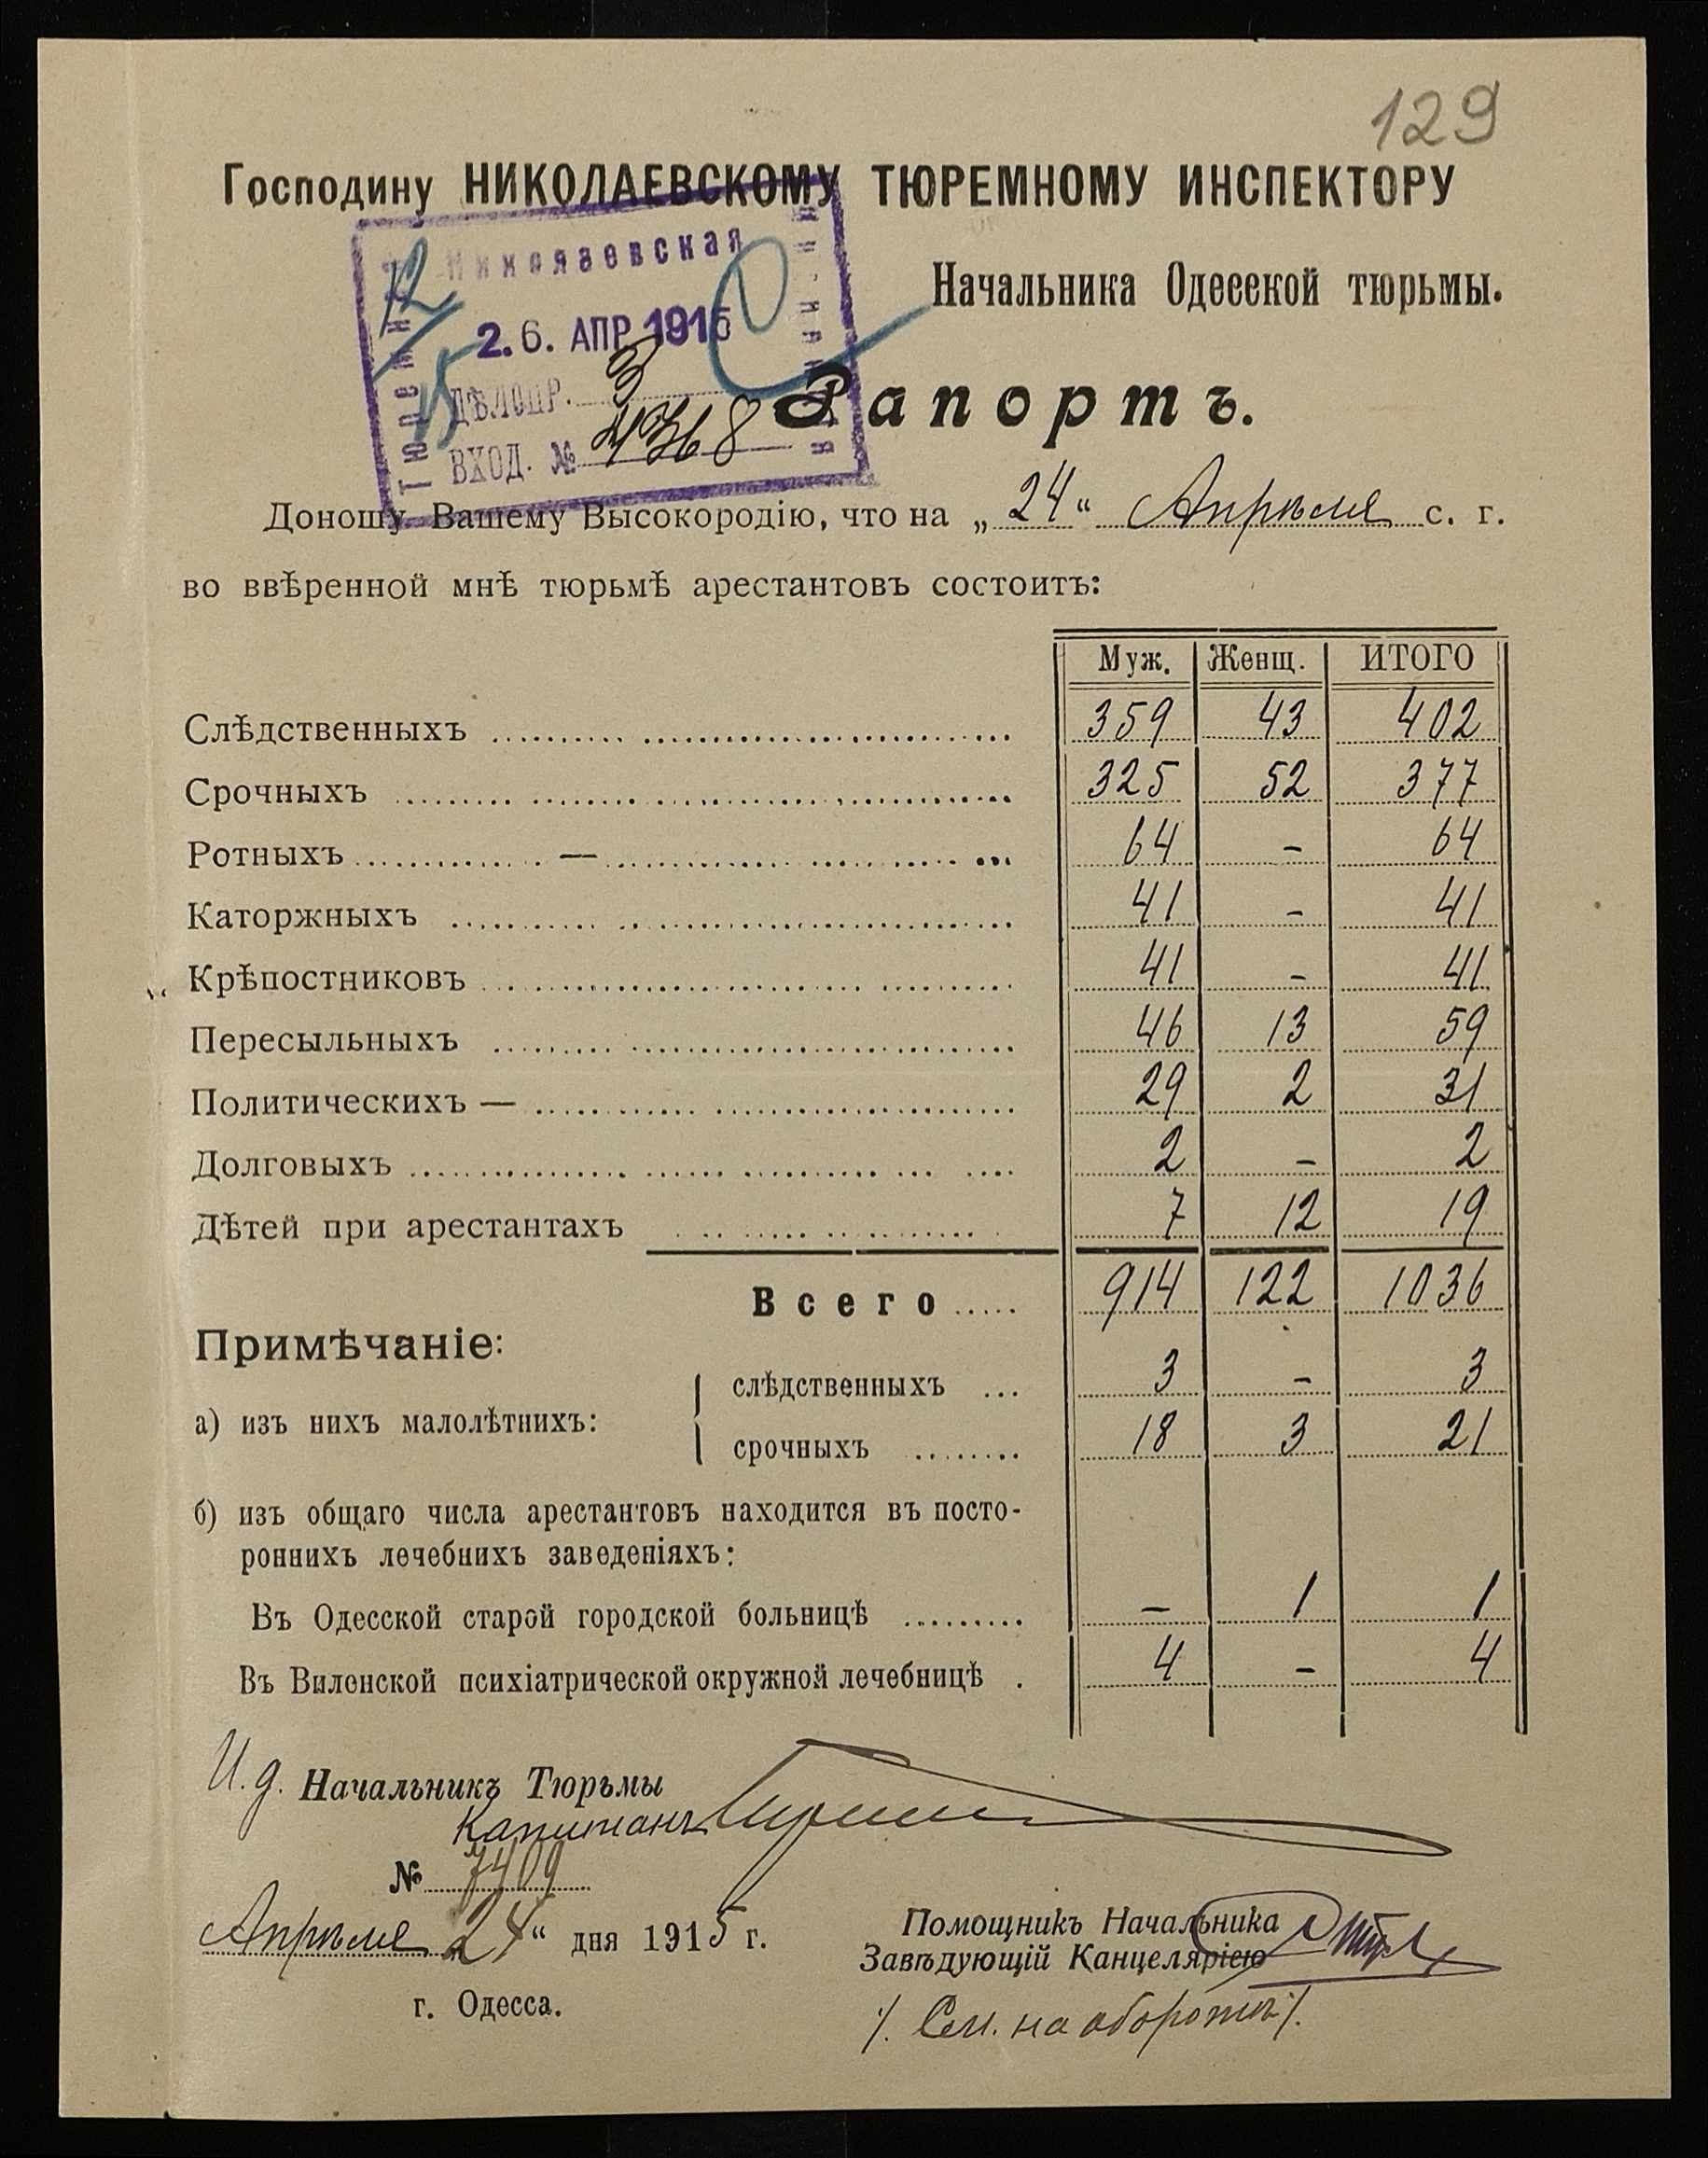 129
Господину НИКОЛАЕВСКОМУ ТЮРЕМНОМУ ИНСПЕКТОРУ
Начальника Одесской тюрьмы.
Николаевская
26. АПР 1915
ДѢЛОПР. 3
ВХОД. № 4368
Рапортъ.
Доношу Вашему Высокородію, что на „24“ Апрѣля с. г.
во ввѣренной мнѣ тюрьмѣ арестантовъ состоитъ:
Муж. Женщ. ИТОГО
Слѣдственныхъ 359 43 402
Срочныхъ 325 52 377
Ротныхъ — 64 - 64
Каторжныхъ 41 - 41
Крѣпостниковъ 41 - 41
Пересыльныхъ 46 13 59
Политическихъ — 29 2 31
Долговыхъ 2 - 2
Дѣтей при арестантахъ 7 12 19
Всего 914 122 1036
Примѣчаніе:
а) изъ нихъ малолѣтнихъ:
слѣдственныхъ 3 - 3
срочныхъ 18 3 21
б) изъ общаго числа арестантовъ находится въ посто-
роннихъ лечебнихъ заведеніяхъ:
Въ Одесской старой городской больницѣ - 1 1
Въ Виленской психіатрической окружной лечебницѣ 4 - 4
И.д. Начальникъ Тюрьмы
Капитанъ
№ 7409
Апрѣля 24“ дня 1915 г.
г. Одесса.
Помощникъ Начальника
Завѣдующій Канцеляріею
/. См. на оборотѣ /.